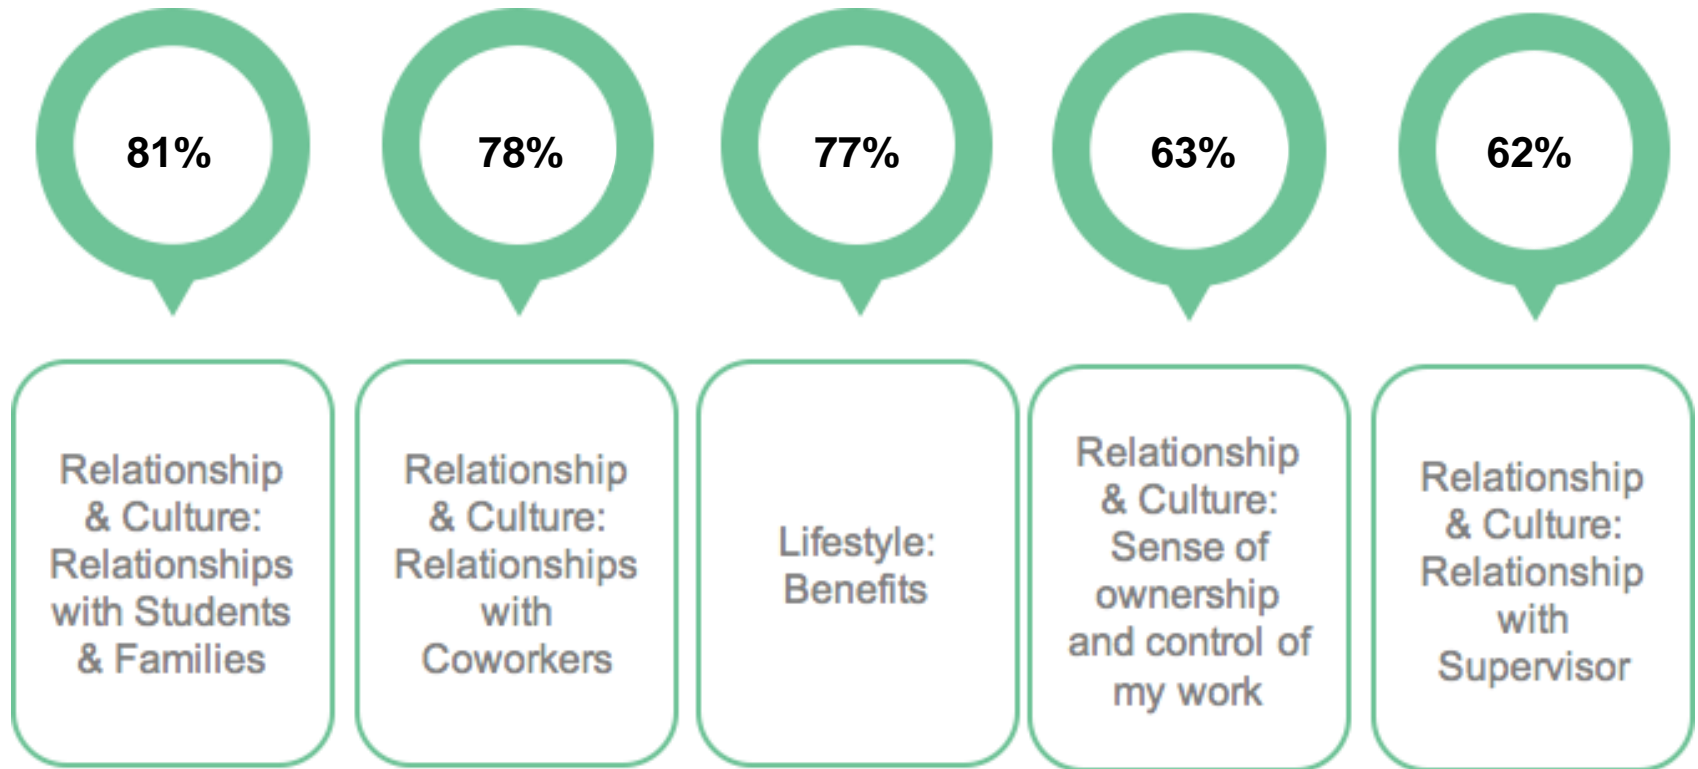 81%
78%
77%
63%
62%
Relationship
& Culture:
Relationships
with Students
& Families
Relationship
& Culture:
Relationships
with
Coworkers
Lifestyle:
Benefits
Relationship
& Culture:
Sense of
ownership
and control of
my work
Relationship
& Culture:
Relationship
with
Supervisor